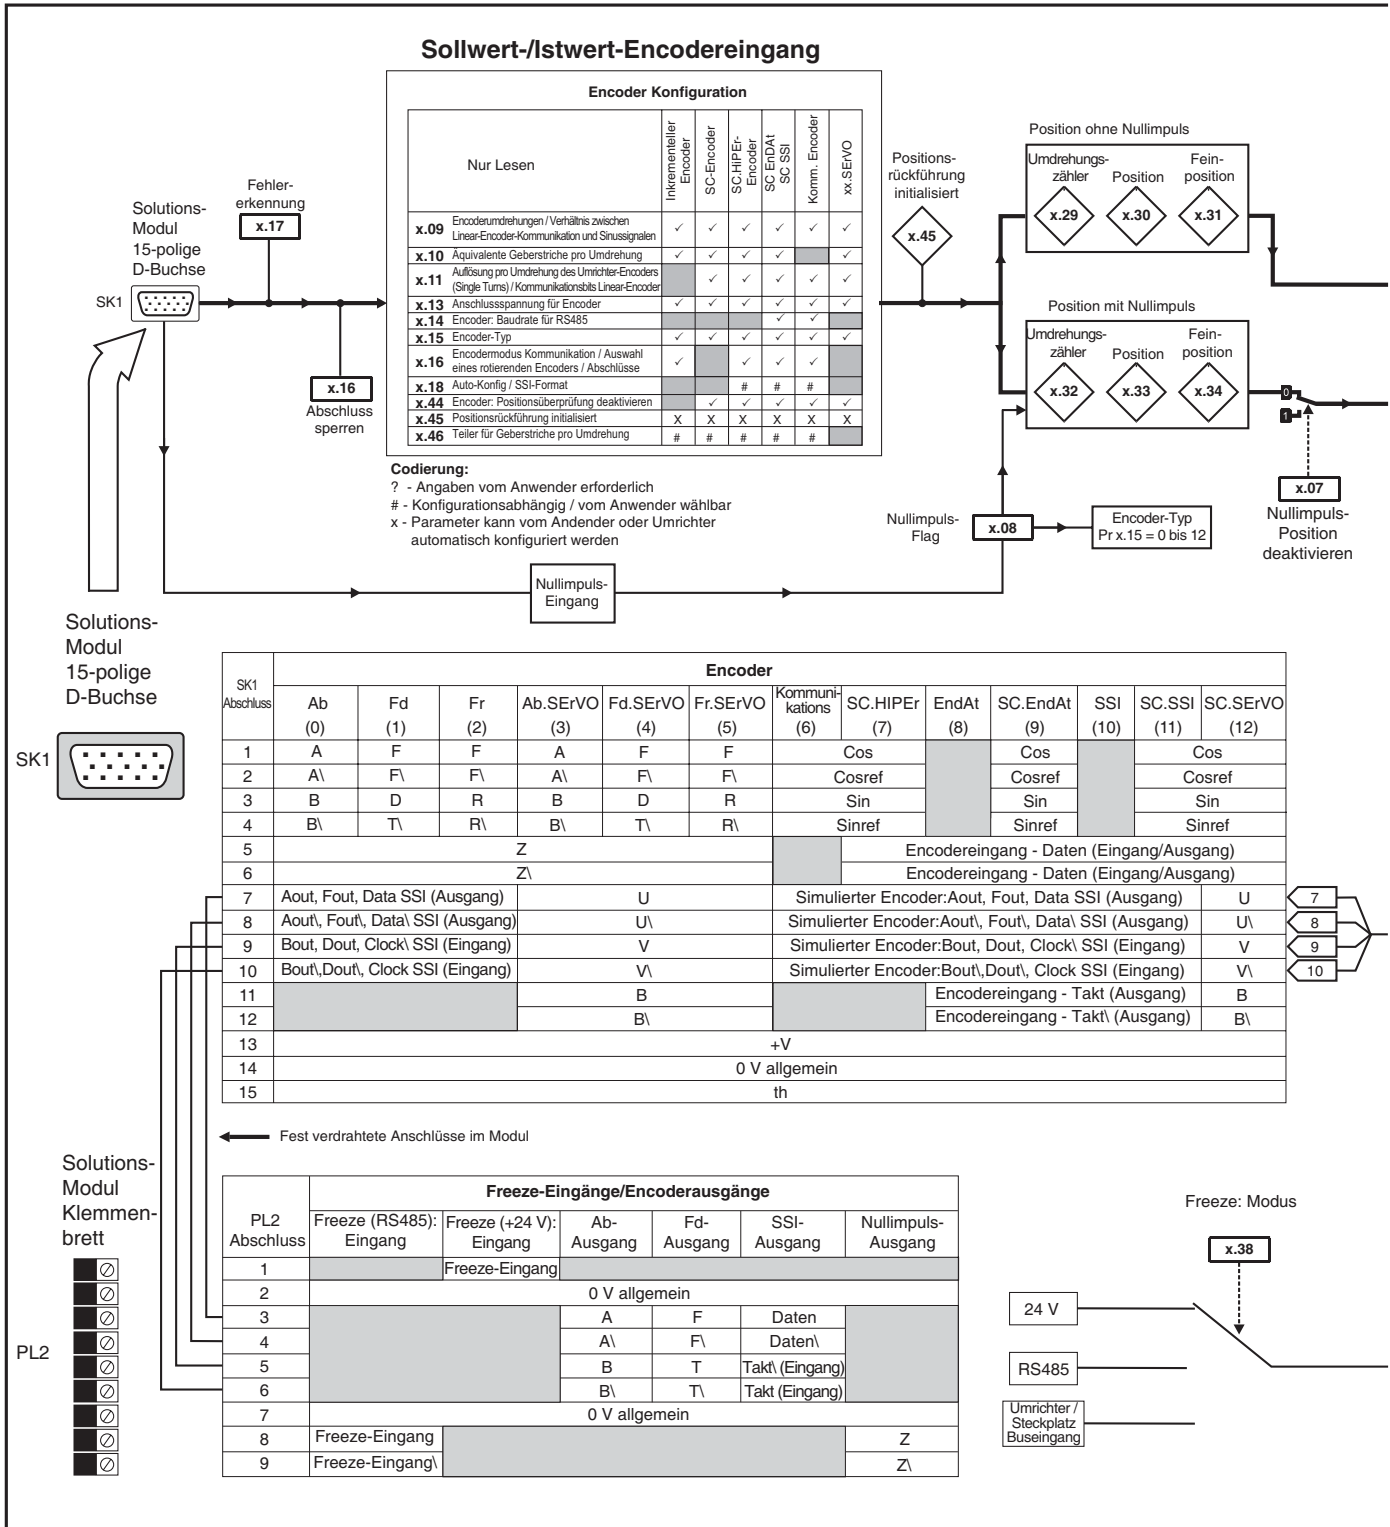 Sollwert-/Istwert-Encodereingang
Encoder Konfiguration
Nur Lesen
Inkrementeller Encoder
SC-Encoder
SC.HiPEr-Encoder
SC EnDAt SC SSI
Komm. Encoder
xx.SErVO
x.09 Encoderumdrehungen / Verhältnis zwischen Linear-Encoder-Kommunikation und Sinussignalen ✓ ✓ ✓ ✓ ✓ ✓
x.10 Äquivalente Geberstriche pro Umdrehung ✓ ✓ ✓ ✓ ✓
x.11 Auflösung pro Umdrehung des Umrichter-Encoders (Single Turns) / Kommunikationsbits Linear-Encoder ✓ ✓ ✓ ✓ ✓
x.13 Anschlussspannung für Encoder ✓ ✓ ✓ ✓ ✓ ✓
x.14 Encoder: Baudrate für RS485 ✓ ✓
x.15 Encoder-Typ ✓ ✓ ✓ ✓ ✓ ✓
x.16 Encodermodus Kommunikation / Auswahl eines rotierenden Encoders / Abschlüsse ✓ ✓ ✓ ✓
x.18 Auto-Konfig / SSI-Format # # #
x.44 Encoder: Positionsüberprüfung deaktivieren ✓ ✓ ✓ ✓ ✓
x.45 Positionsrückführung initialisiert X X X X X X
x.46 Teiler für Geberstriche pro Umdrehung # # # # #
Codierung:
? - Angaben vom Anwender erforderlich
# - Konfigurationsabhängig / vom Anwender wählbar
x - Parameter kann vom Andender oder Umrichter
automatisch konfiguriert werden
Solutions-
Modul
15-polige
D-Buchse
SK1
Fehler-
erkennung
x.17
x.16
Abschluss
sperren
Positions-
rückführung
initialisiert
x.45
Position ohne Nullimpuls
Umdrehungs-
zähler
Position
Fein-
position
x.29 x.30 x.31
Position mit Nullimpuls
Umdrehungs-
zähler
Position
Fein-
position
x.32 x.33 x.34
0
1
x.07
Nullimpuls-
Position
deaktivieren
Nullimpuls-
Flag
x.08
Encoder-Typ
Pr x.15 = 0 bis 12
Nullimpuls-
Eingang
Solutions-
Modul
15-polige
D-Buchse
SK1
SK1 Abschluss
Encoder
Ab (0) Fd (1) Fr (2) Ab.SErVO (3) Fd.SErVO (4) Fr.SErVO (5) Kommuni-kations (6) SC.HIPEr (7) EndAt (8) SC.EndAt (9) SSI (10) SC.SSI (11) SC.SErVO (12)
1 A F F A F F Cos Cos Cos
2 A\ F\ F\ A\ F\ F\ Cosref Cosref Cosref
3 B D R B D R Sin Sin Sin
4 B\ T\ R\ B\ T\ R\ Sinref Sinref Sinref
5 Z Encodereingang - Daten (Eingang/Ausgang)
6 Z\ Encodereingang - Daten (Eingang/Ausgang)
7 Aout, Fout, Data SSI (Ausgang) U Simulierter Encoder:Aout, Fout, Data SSI (Ausgang) U 7
8 Aout\, Fout\, Data\ SSI (Ausgang) U\ Simulierter Encoder:Aout\, Fout\, Data\ SSI (Ausgang) U\ 8
9 Bout, Dout, Clock\ SSI (Eingang) V Simulierter Encoder:Bout, Dout, Clock\ SSI (Eingang) V 9
10 Bout\,Dout\, Clock SSI (Eingang) V\ Simulierter Encoder:Bout\,Dout\, Clock SSI (Eingang) V\ 10
11 B Encodereingang - Takt (Ausgang) B
12 B\ Encodereingang - Takt\ (Ausgang) B\
13 +V
14 0 V allgemein
15 th
Fest verdrahtete Anschlüsse im Modul
Solutions-
Modul
Klemmen-
brett
PL2
PL2 Abschluss
Freeze-Eingänge/Encoderausgänge
Freeze (RS485): Eingang Freeze (+24 V): Eingang Ab-Ausgang Fd-Ausgang SSI-Ausgang Nullimpuls-Ausgang
1 Freeze-Eingang
2 0 V allgemein
3 A F Daten
4 A\ F\ Daten\
5 B T Takt\ (Eingang)
6 B\ T\ Takt (Eingang)
7 0 V allgemein
8 Freeze-Eingang Z
9 Freeze-Eingang\ Z\
Freeze: Modus
x.38
24 V
RS485
Umrichter /
Steckplatz
Buseingang